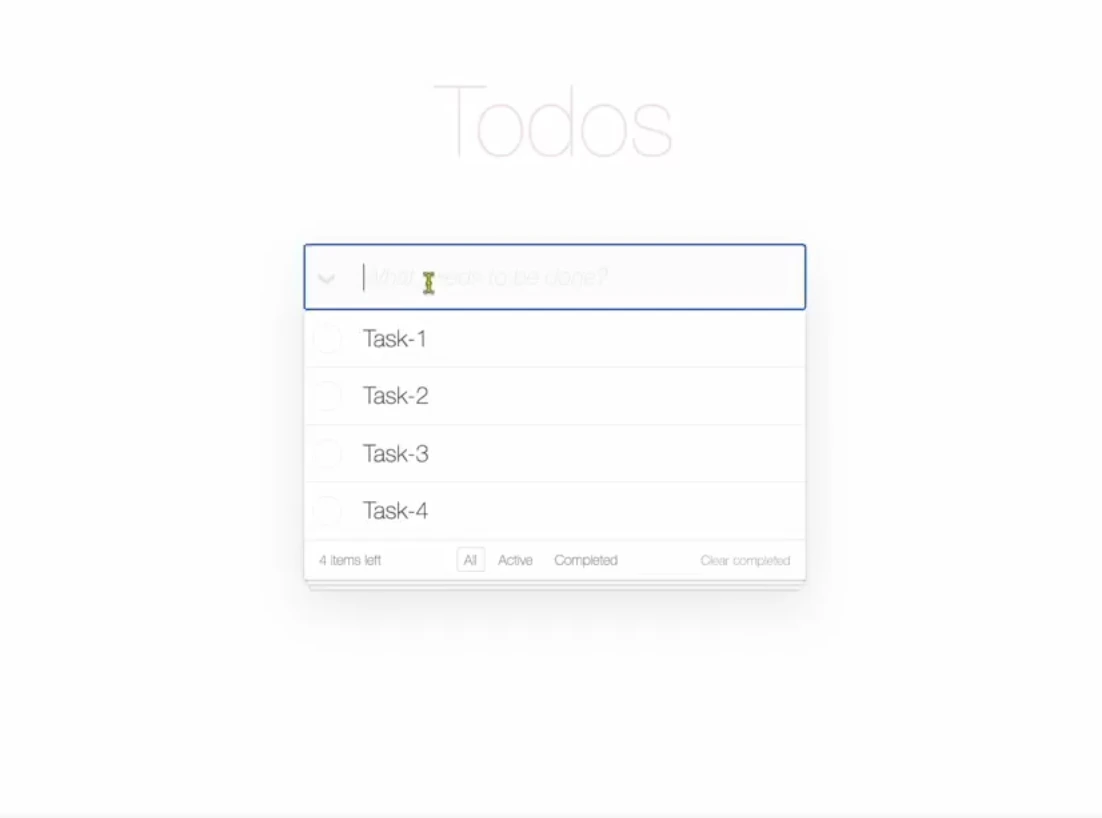 Todos
What needs to be done?
Task-1
Task-2
Task-3
Task-4
4 items left All Active Completed Clear completed